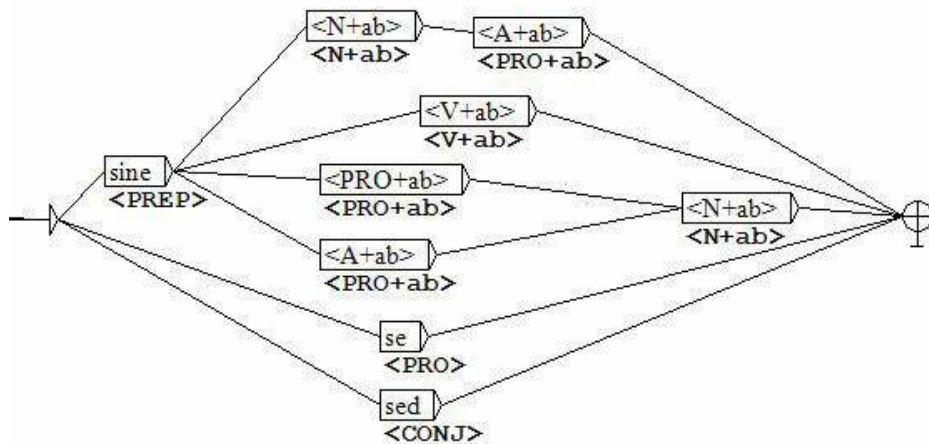 <N+ab>
<N+ab>
<A+ab>
<PRO+ab>
<V+ab>
<V+ab>
sine
<PREP>
<PRO+ab>
<PRO+ab>
<N+ab>
<N+ab>
<A+ab>
<PRO+ab>
se
<PRO>
sed
<CONJ>